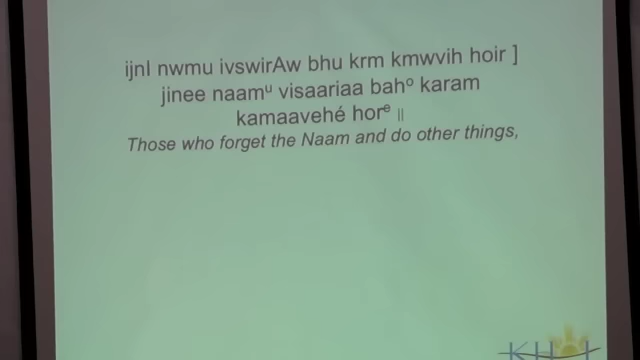 ijnI nwmu ivswirAw bhu krm kmwvih hoir ]
jinee naamᵘ visaariaa bahᵒ karam
kamaavehé horᵉ ||
Those who forget the Naam and do other things,